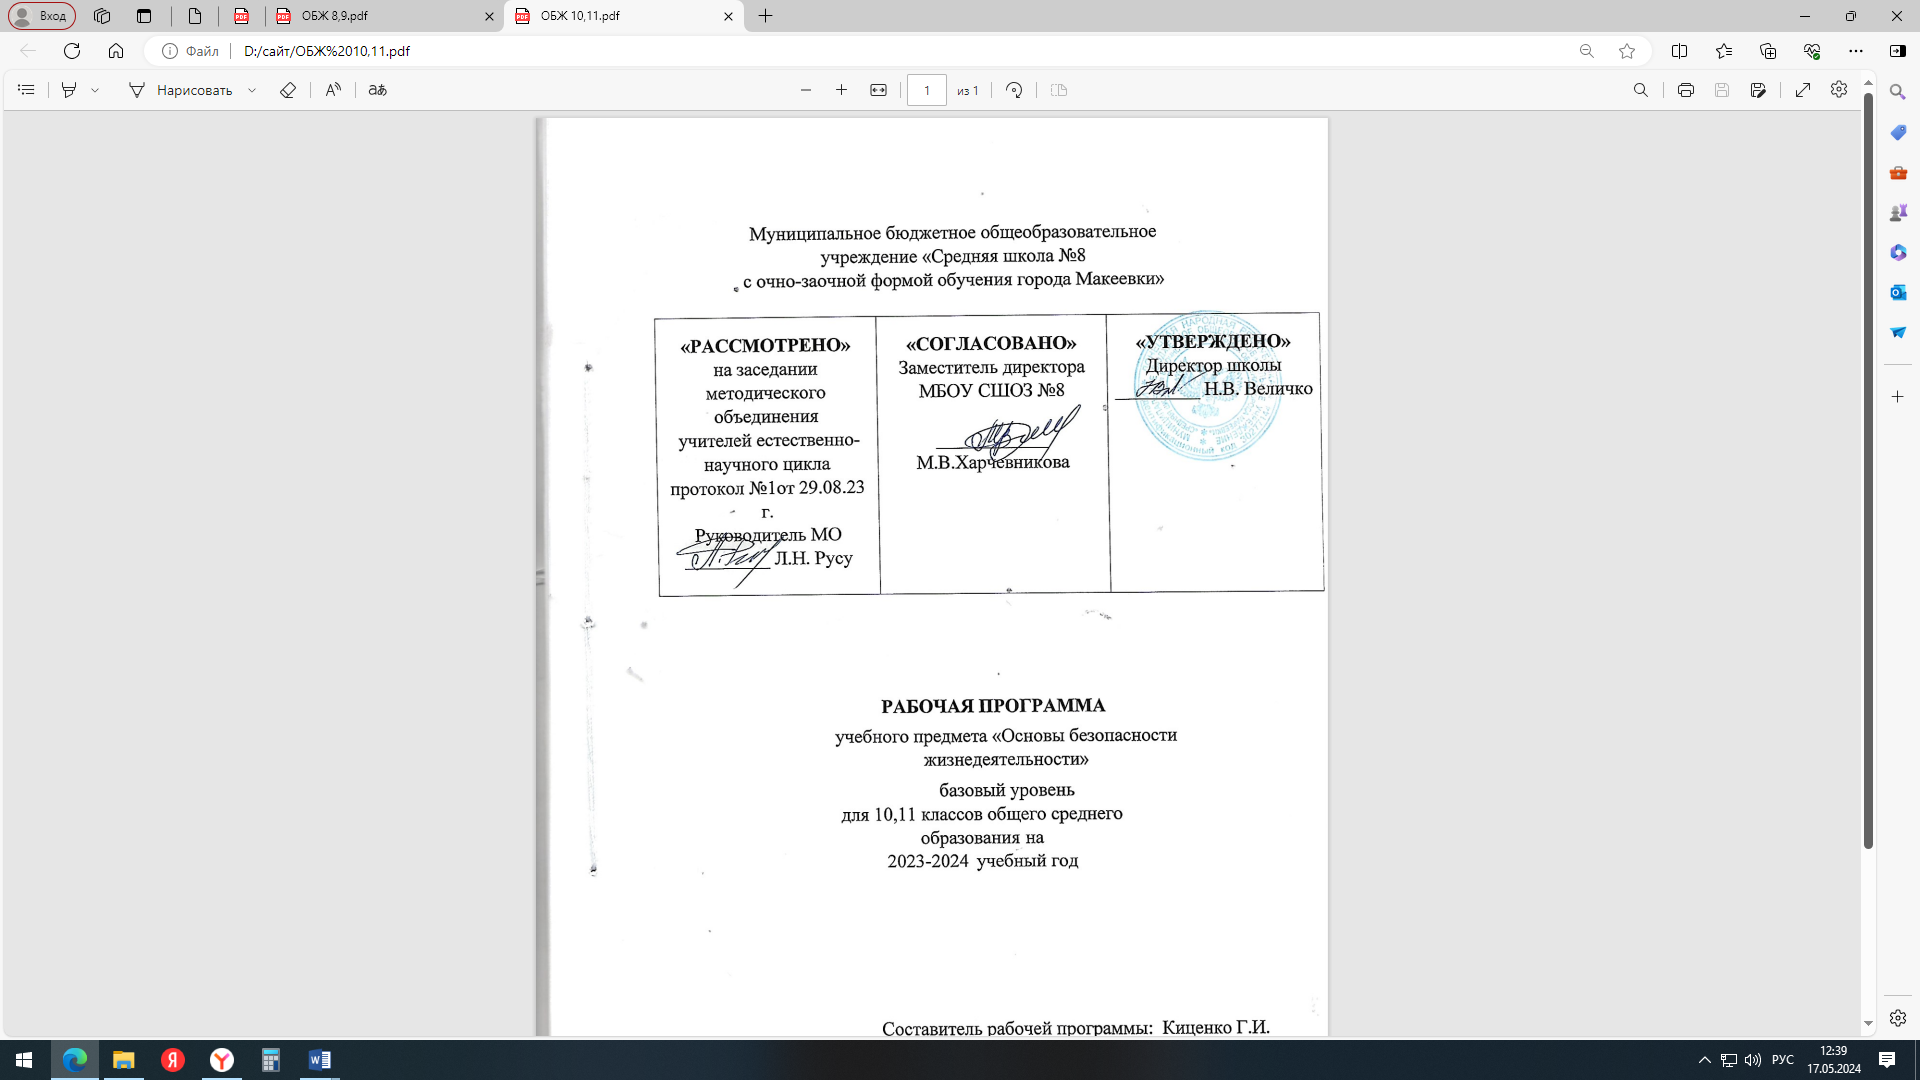 Вход
ОБЖ 8,9.pdf
ОБЖ 10,11.pdf
Файл
D:/сайт/ОБЖ%2010,11.pdf
Нарисовать
1
из 1
Муниципальное бюджетное общеобразовательное
учреждение «Средняя школа №8
с очно-заочной формой обучения города Макеевки»
«РАССМОТРЕНО»
на заседании
методического
объединения
учителей естественно-
научного цикла
протокол №1от 29.08.23
г.
Руководитель МО
Л.Н. Русу
«СОГЛАСОВАНО»
Заместитель директора
МБОУ СШОЗ №8
М.В.Харчевникова
«УТВЕРЖДЕНО»
Директор школы
Н.В. Величко
РАБОЧАЯ ПРОГРАММА
учебного предмета «Основы безопасности
жизнедеятельности»
базовый уровень
для 10,11 классов общего среднего
образования на
2023-2024 учебный год
Составитель рабочей программы: Киценко Г.И.
РУС
12:39
17.05.2024